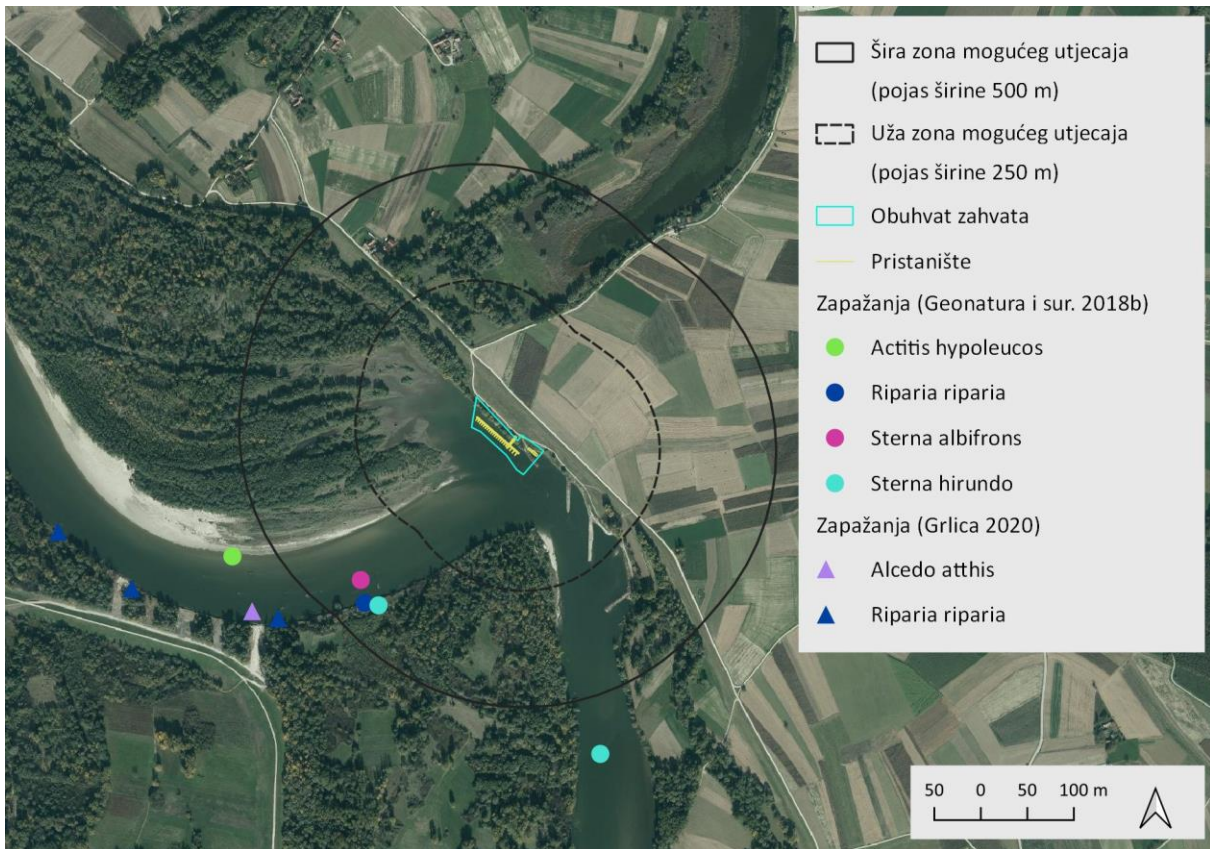 Šira zona mogućeg utjecaja
(pojas širine 500 m)
Uža zona mogućeg utjecaja
(pojas širine 250 m)
Obuhvat zahvata
Pristanište
Zapažanja (Geonatura i sur. 2018b)
Actitis hypoleucos
Riparia riparia
Sterna albifrons
Sterna hirundo
Zapažanja (Grlica 2020)
Alcedo atthis
Riparia riparia
50 0 50 100 m